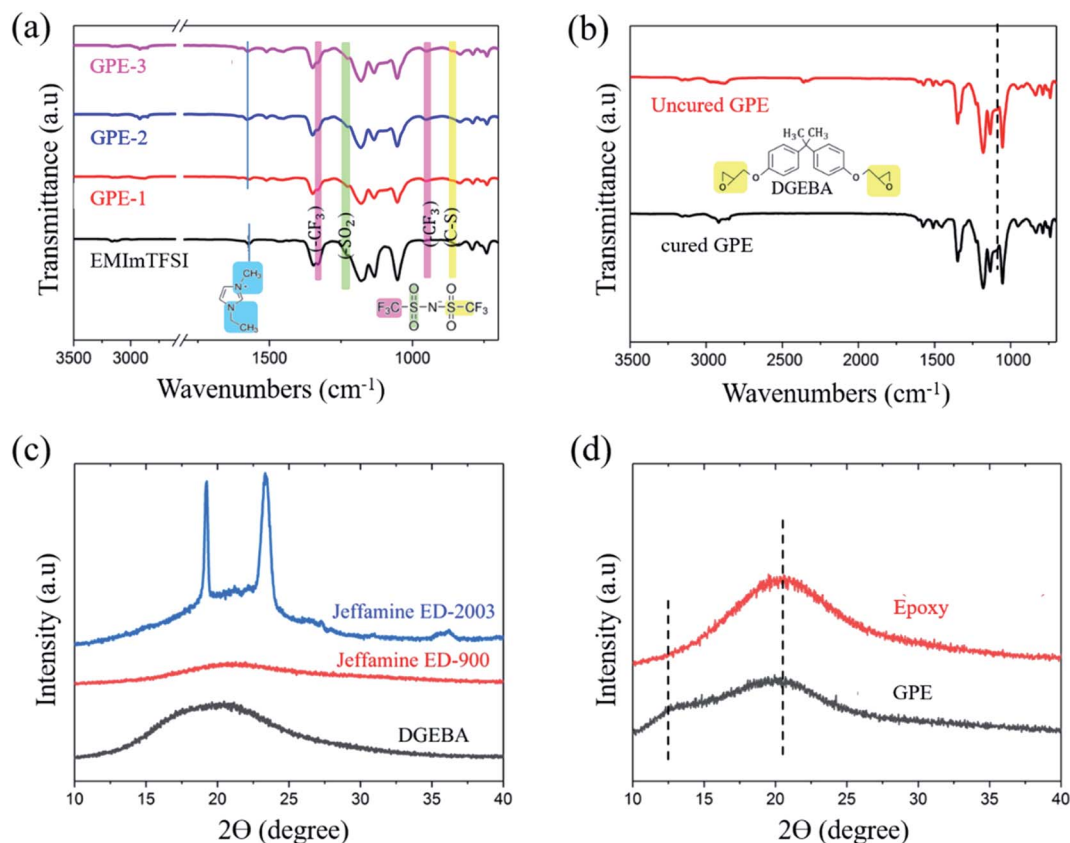 (a)
GPE-3
GPE-2
GPE-1
EMImTFSI
(-CF₃)
(-SO₂)
(-CF₃)
(C-S)
CH₃
N
N
CH₃
O O
F₃C S N⁻ S CF₃
O O
Transmittance (a.u)
3500 3000 1500 1000
Wavenumbers (cm⁻¹)
(b)
Uncured GPE
H₃C CH₃
O O O O
DGEBA
cured GPE
Transmittance (a.u)
3500 3000 2500 2000 1500 1000
Wavenumbers (cm⁻¹)
(c)
Jeffamine ED-2003
Jeffamine ED-900
DGEBA
Intensity (a.u)
10 15 20 25 30 35 40
2Θ (degree)
(d)
Epoxy
GPE
Intensity (a.u)
10 15 20 25 30 35 40
2Θ (degree)